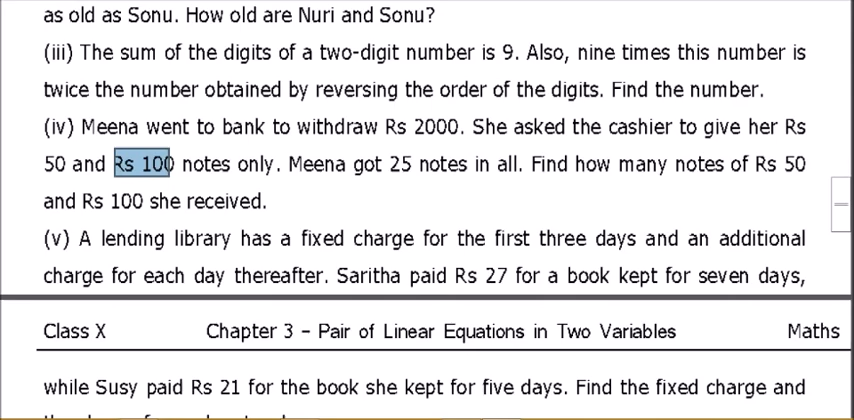 as old as Sonu. How old are Nuri and Sonu?
(iii) The sum of the digits of a two-digit number is 9. Also, nine times this number is
twice the number obtained by reversing the order of the digits. Find the number.
(iv) Meena went to bank to withdraw Rs 2000. She asked the cashier to give her Rs
50 and Rs 100 notes only. Meena got 25 notes in all. Find how many notes of Rs 50
and Rs 100 she received.
(v) A lending library has a fixed charge for the first three days and an additional
charge for each day thereafter. Saritha paid Rs 27 for a book kept for seven days,
Class X Chapter 3 – Pair of Linear Equations in Two Variables Maths
while Susy paid Rs 21 for the book she kept for five days. Find the fixed charge and